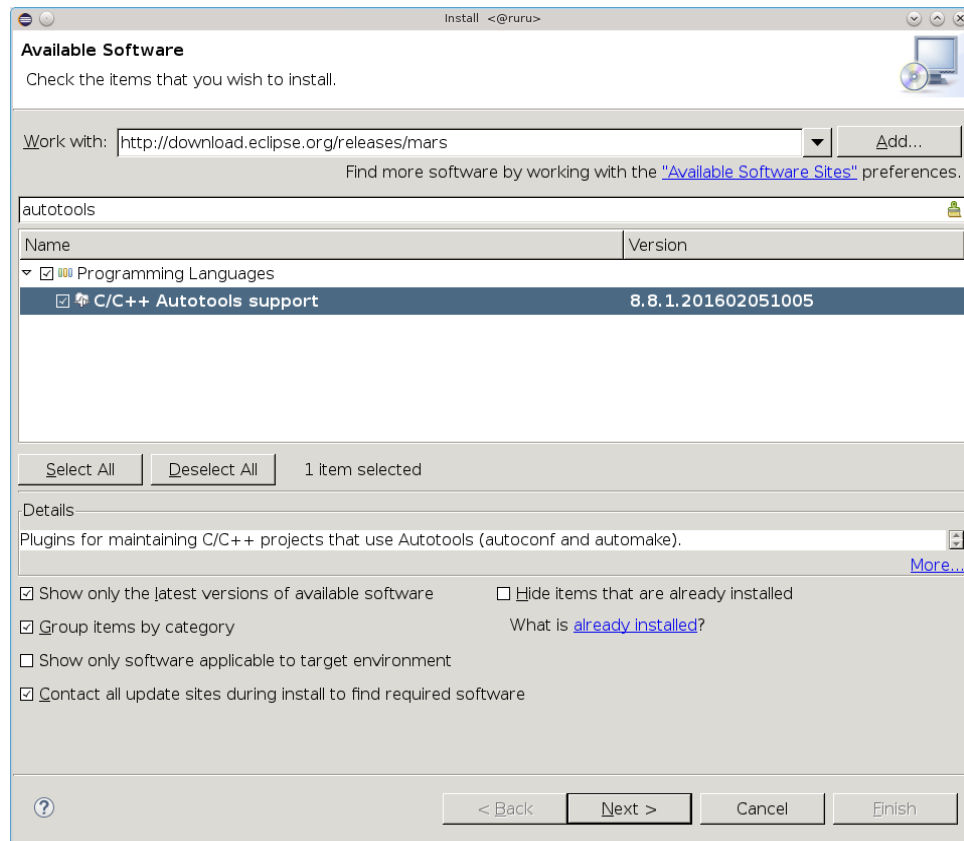 Install <@ruru>
Available Software
Check the items that you wish to install.
Work with: http://download.eclipse.org/releases/mars Add...
Find more software by working with the "Available Software Sites" preferences.
autotools
Name Version
Programming Languages
C/C++ Autotools support 8.8.1.201602051005
Select All Deselect All 1 item selected
Details
Plugins for maintaining C/C++ projects that use Autotools (autoconf and automake).
More...
Show only the latest versions of available software Hide items that are already installed
Group items by category What is already installed?
Show only software applicable to target environment
Contact all update sites during install to find required software
? < Back Next > Cancel Finish